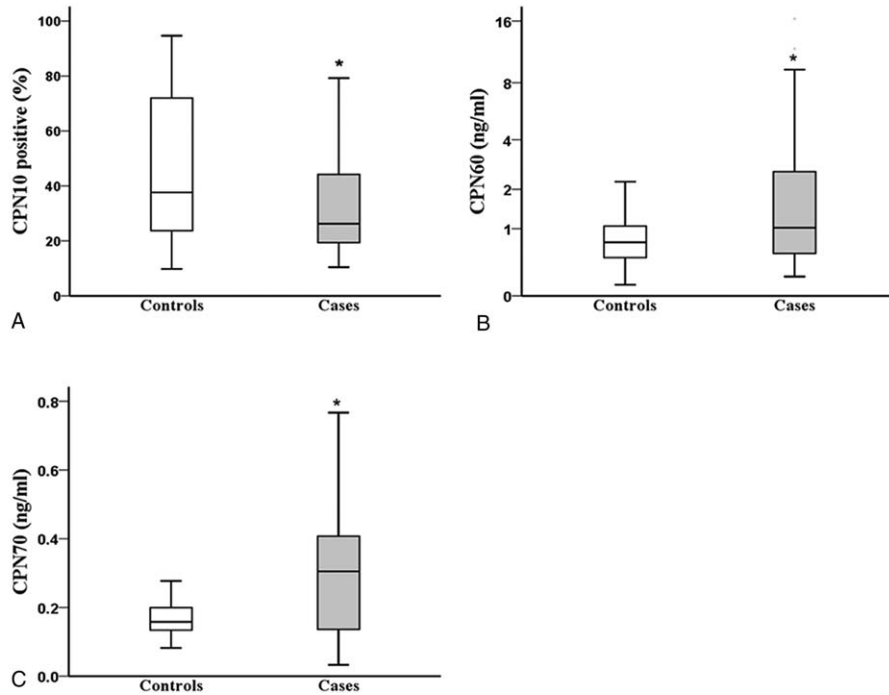 CPN10 positive (%)
100
80
60
40
20
0
*
Controls Cases
A
CPN60 (ng/ml)
16
8
4
2
1
0
*
Controls Cases
B
CPN70 (ng/ml)
0.8
0.6
0.4
0.2
0.0
*
Controls Cases
C